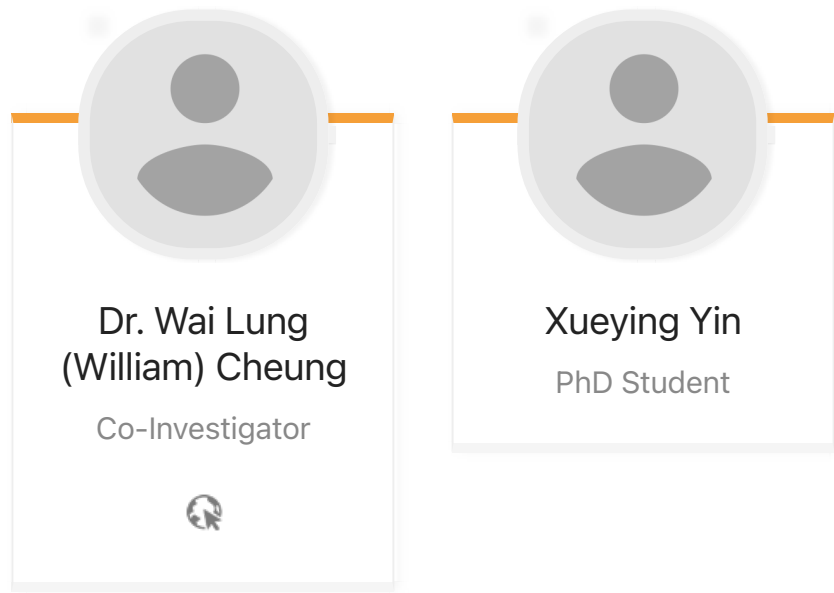 Dr. Wai Lung
(William) Cheung
Co-Investigator
Xueying Yin
PhD Student